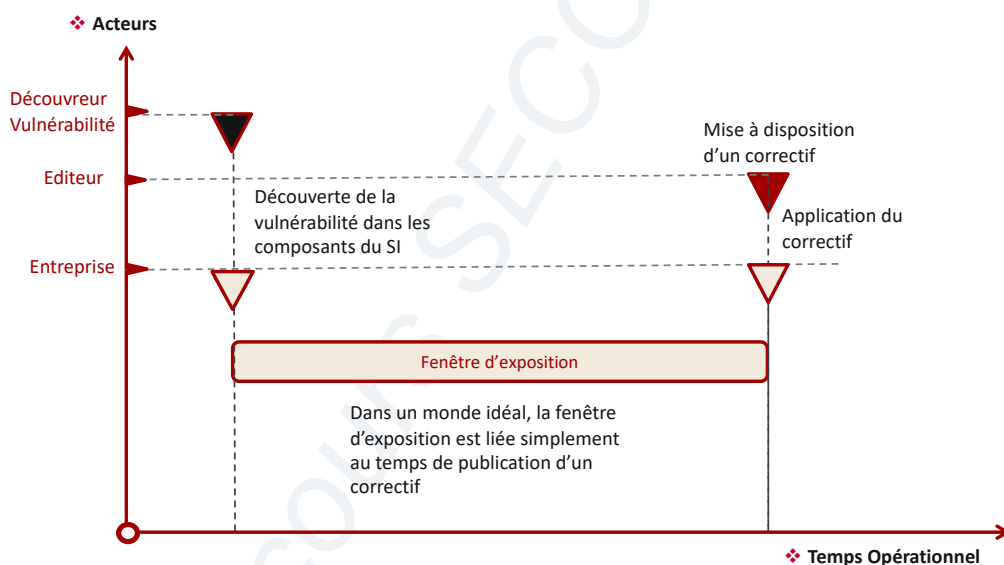 ❖ Acteurs
Découvreur
Vulnérabilité
Mise à disposition
d’un correctif
Editeur
Découverte de la
vulnérabilité dans les
composants du SI
Application du
correctif
Entreprise
Fenêtre d’exposition
Dans un monde idéal, la fenêtre
d’exposition est liée simplement
au temps de publication d’un
correctif
❖ Temps Opérationnel
cours SECO